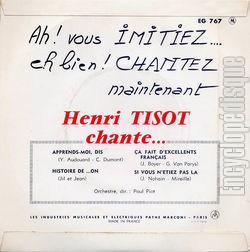 EG 767 M
Ah! vous IMITIEZ....
eh bien! CHANTEZ
maintenant
Henri TISOT
chante...
APPRENDS-MOI, DIS
(Y. Audouard - C. Dumont)
HISTOIRE DE ...ON
(Jil et Jean)
ÇA FAIT D'EXCELLENTS
FRANÇAIS
(J. Boyer - G. Van Parys)
SI VOUS N'ETIEZ PAS LA
(J. Nohain - Mireille)
Orchestre, dir.: Paul Piot
LES INDUSTRIES MUSICALES ET ELECTRIQUES PATHE MARCONI - PARIS
MADE IN FRANCE